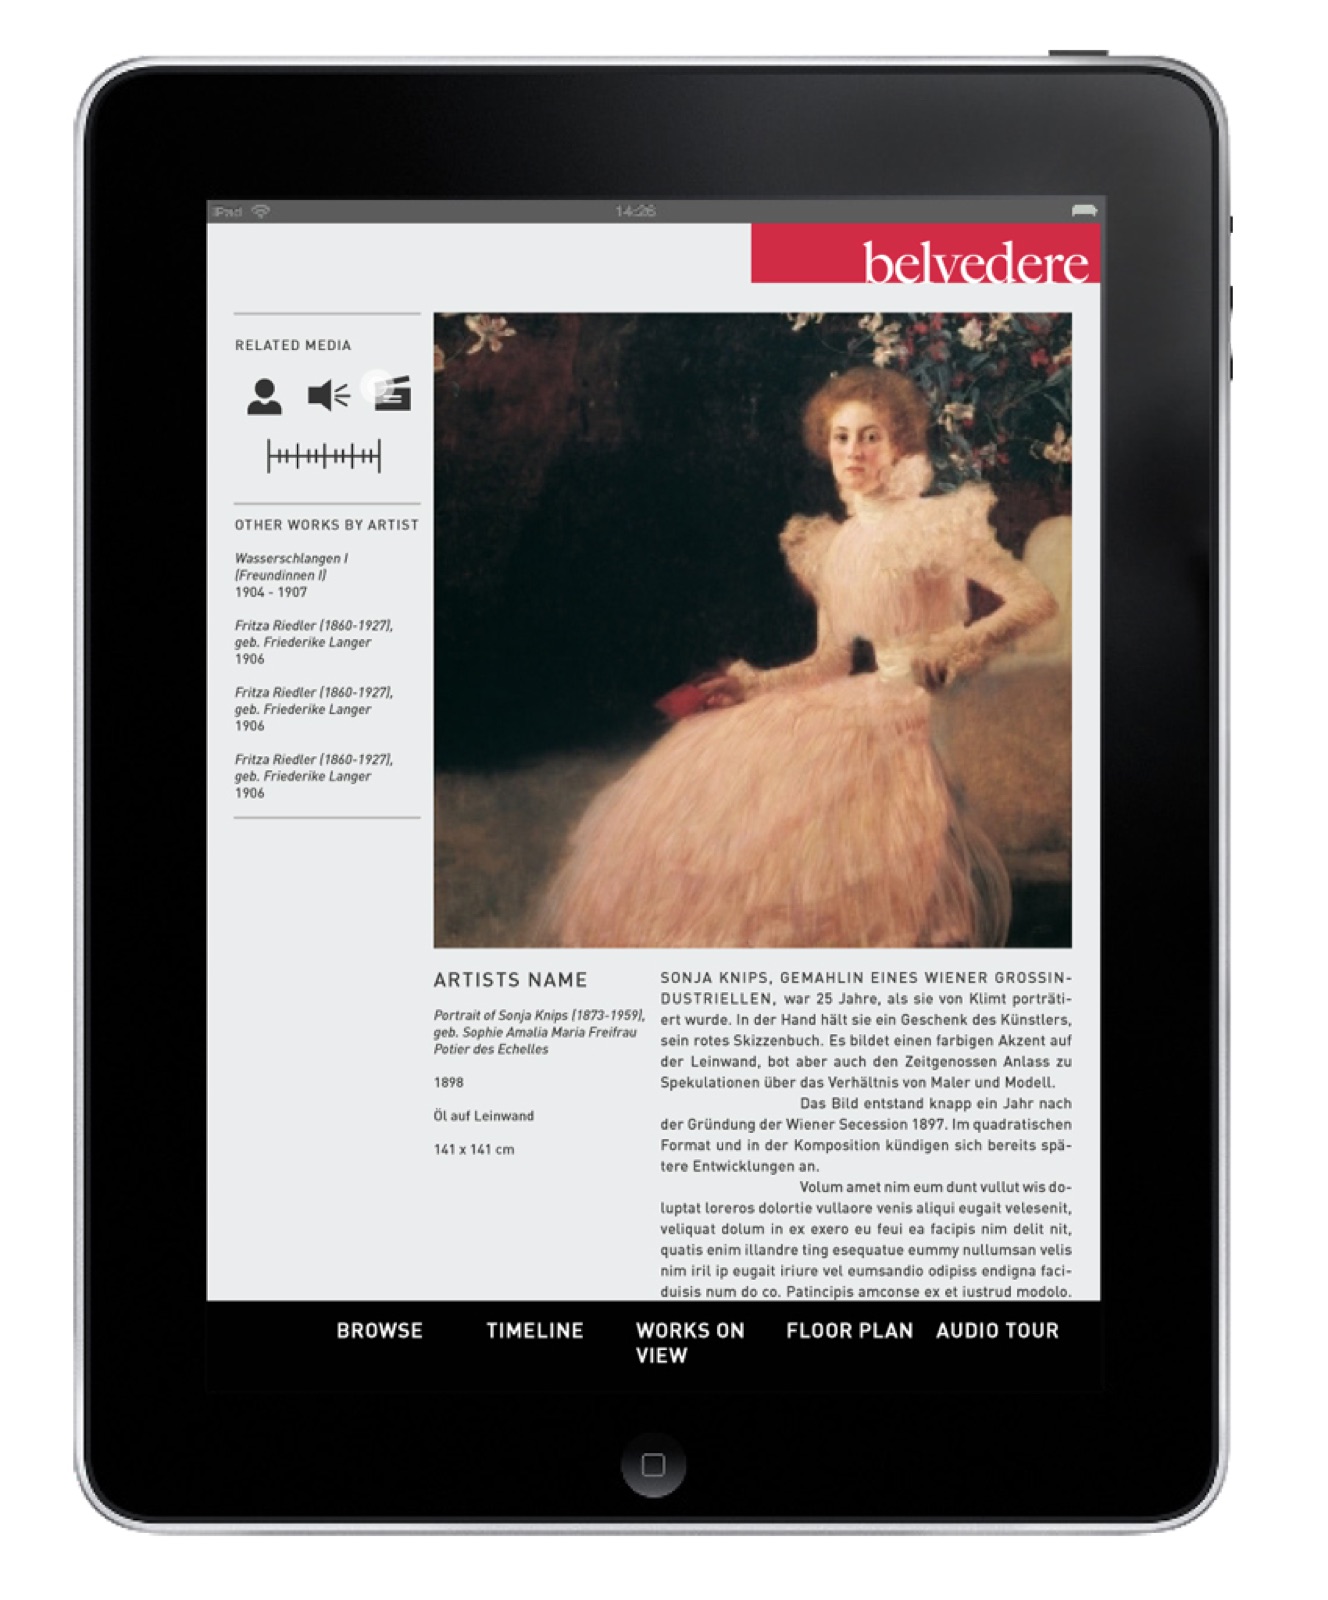 iPad
14:26
belvedere
RELATED MEDIA
OTHER WORKS BY ARTIST
Wasserschlangen I
(Freundinnen I)
1904 - 1907
Fritza Riedler (1860-1927),
geb. Friederike Langer
1906
Fritza Riedler (1860-1927),
geb. Friederike Langer
1906
Fritza Riedler (1860-1927),
geb. Friederike Langer
1906
ARTISTS NAME
Portrait of Sonja Knips (1873-1959),
geb. Sophie Amalia Maria Freifrau
Potier des Echelles
1898
Öl auf Leinwand
141 x 141 cm
SONJA KNIPS, GEMAHLIN EINES WIENER GROSSIN-
DUSTRIELLEN, war 25 Jahre, als sie von Klimt porträti-
ert wurde. In der Hand hält sie ein Geschenk des Künstlers,
sein rotes Skizzenbuch. Es bildet einen farbigen Akzent auf
der Leinwand, bot aber auch den Zeitgenossen Anlass zu
Spekulationen über das Verhältnis von Maler und Modell.
Das Bild entstand knapp ein Jahr nach
der Gründung der Wiener Secession 1897. Im quadratischen
Format und in der Komposition kündigen sich bereits spä-
tere Entwicklungen an.
Volum amet nim eum dunt vullut wis do-
luptat loreros dolortie vullaore venis aliqui eugait velesenit,
veliquat dolum in ex exero eu feui ea facipis nim delit nit,
quatis enim illandre ting esequatue eummy nullumsan velis
nim iril ip eugait iriure vel eumsandio odipiss endigna faci-
duisis num do co. Patincipis amconse ex et iustrud modolo.
BROWSE
TIMELINE
WORKS ON
VIEW
FLOOR PLAN
AUDIO TOUR